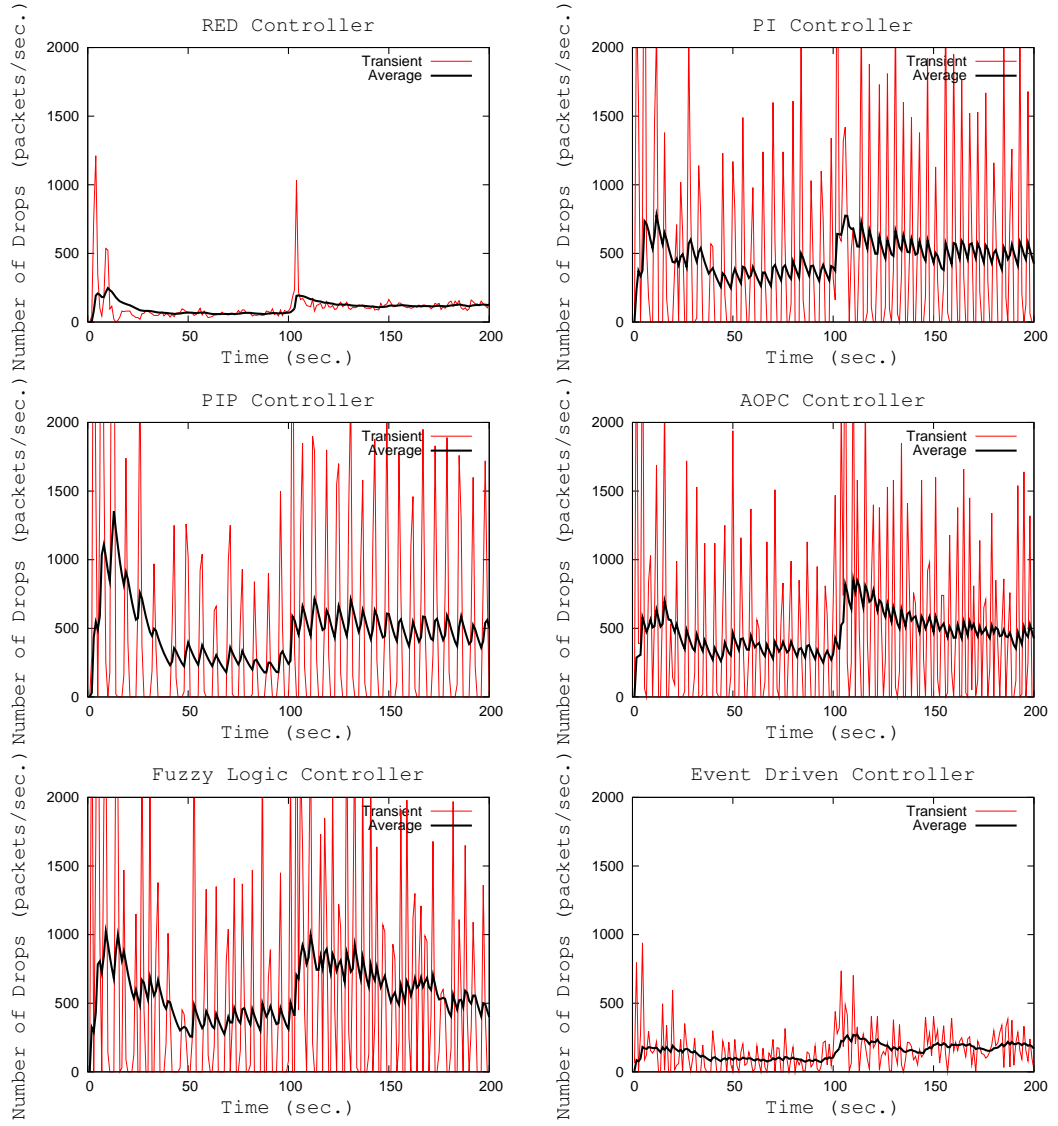 RED Controller
Number of Drops (packets/sec.)
2000
1500
1000
500
0
Transient
Average
0
50
100
150
200
Time (sec.)
PI Controller
Number of Drops (packets/sec.)
2000
1500
1000
500
0
Transient
Average
0
50
100
150
200
Time (sec.)
PIP Controller
Number of Drops (packets/sec.)
2000
1500
1000
500
0
Transient
Average
0
50
100
150
200
Time (sec.)
AOPC Controller
Number of Drops (packets/sec.)
2000
1500
1000
500
0
Transient
Average
0
50
100
150
200
Time (sec.)
Fuzzy Logic Controller
Number of Drops (packets/sec.)
2000
1500
1000
500
0
Transient
Average
0
50
100
150
200
Time (sec.)
Event Driven Controller
Number of Drops (packets/sec.)
2000
1500
1000
500
0
Transient
Average
0
50
100
150
200
Time (sec.)